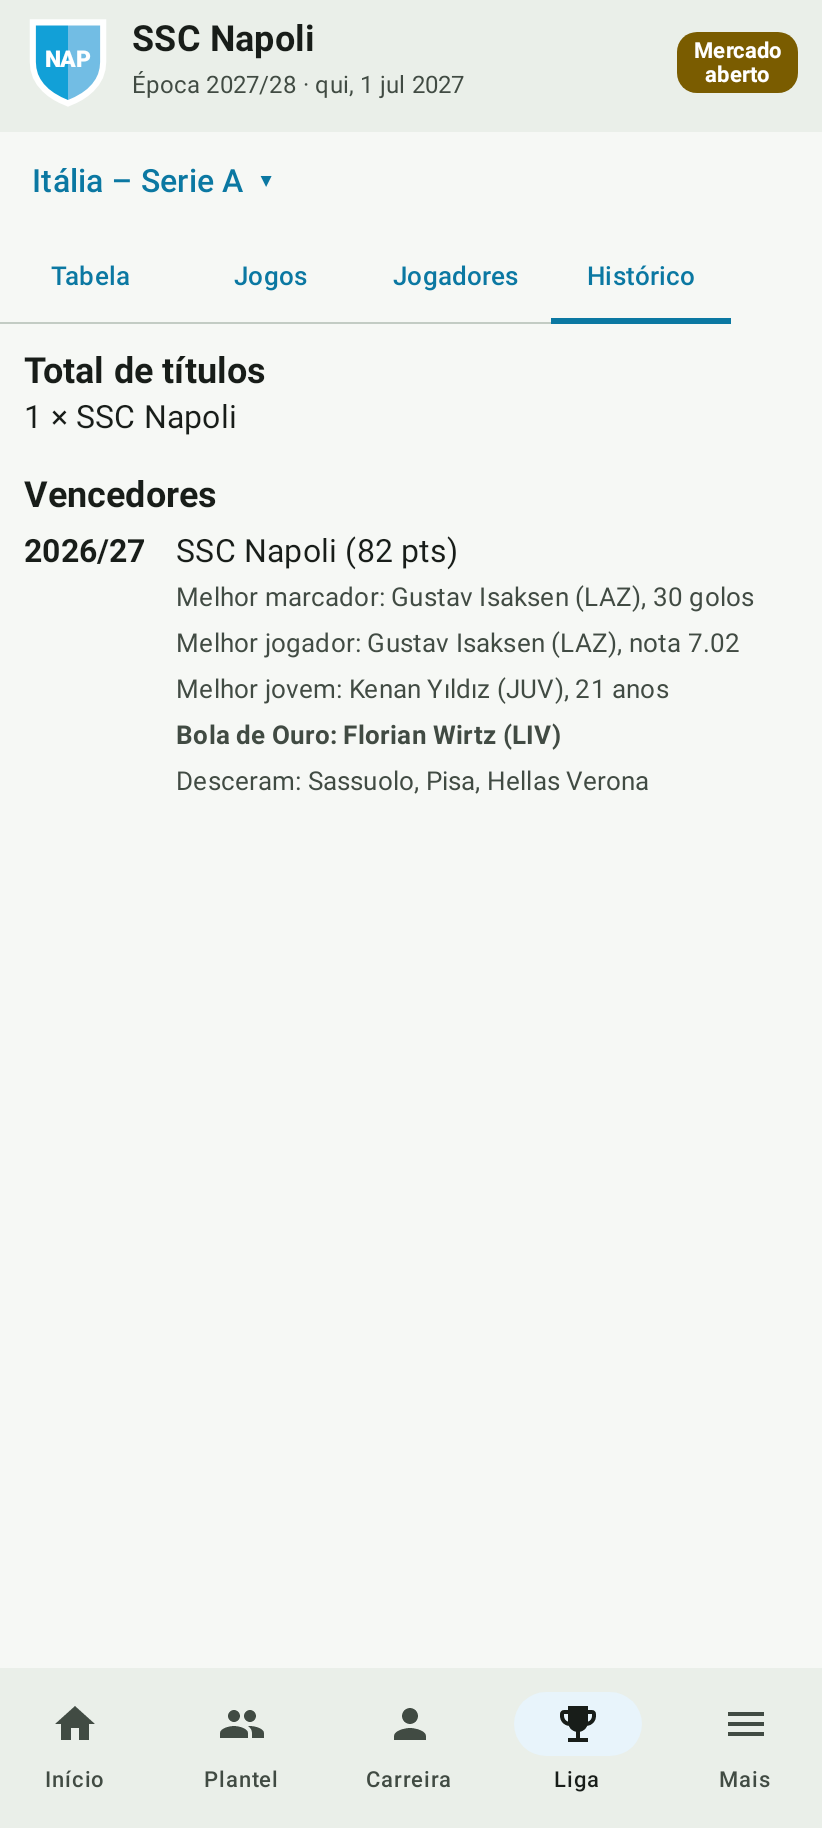 NAP
SSC Napoli
Época 2027/28 · qui, 1 jul 2027
Mercado
aberto
Itália – Serie A ▼
Tabela
Jogos
Jogadores
Histórico
Total de títulos
1 × SSC Napoli
Vencedores
2026/27 SSC Napoli (82 pts)
Melhor marcador: Gustav Isaksen (LAZ), 30 golos
Melhor jogador: Gustav Isaksen (LAZ), nota 7.02
Melhor jovem: Kenan Yıldız (JUV), 21 anos
Bola de Ouro: Florian Wirtz (LIV)
Desceram: Sassuolo, Pisa, Hellas Verona
Início
Plantel
Carreira
Liga
Mais